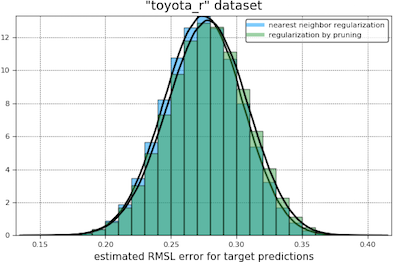 "toyota_r" dataset
nearest neighbor regularization
regularization by pruning
12
10
8
6
4
2
0
0.15 0.20 0.25 0.30 0.35 0.40
estimated RMSL error for target predictions